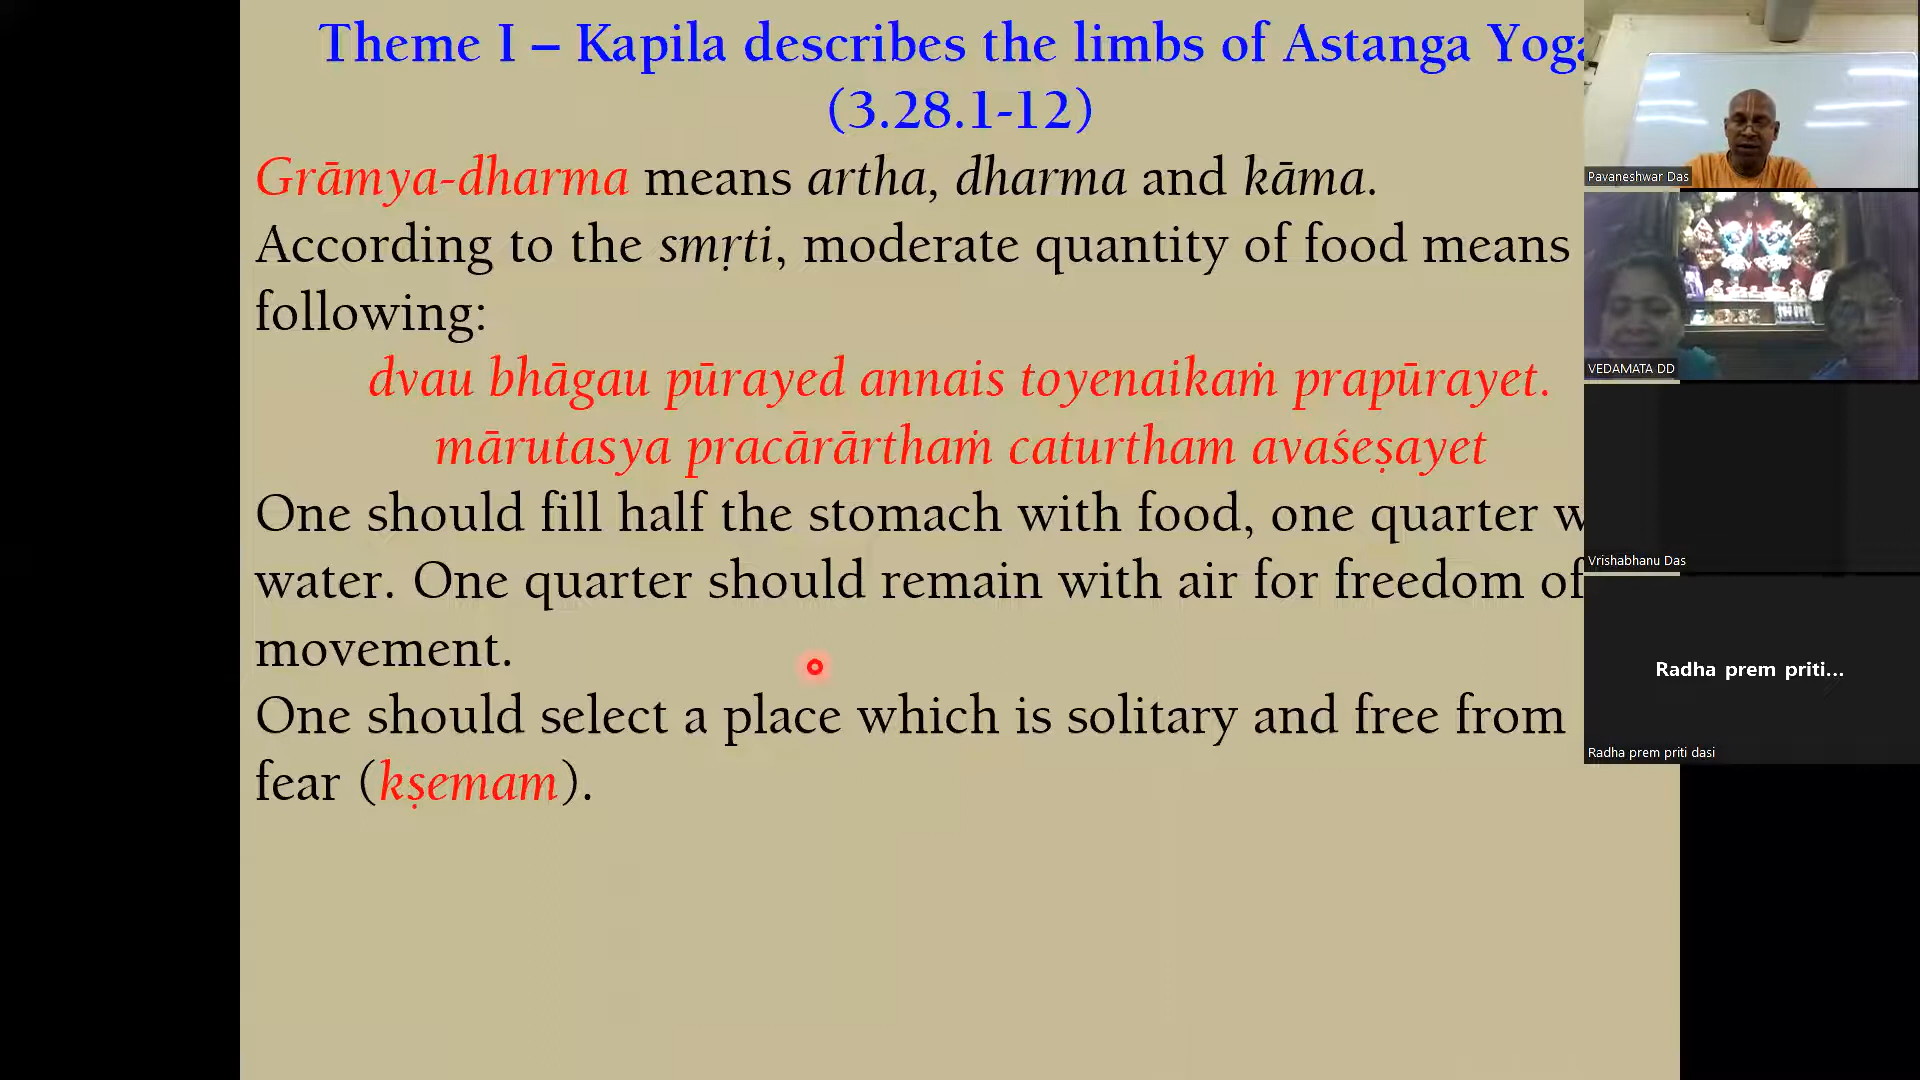 Theme I – Kapila describes the limbs of Astanga Yoga
(3.28.1-12)
Grāmya-dharma means artha, dharma and kāma.
According to the smṛti, moderate quantity of food means
following:
dvau bhāgau pūrayed annais toyenaikaṁ prapūrayet.
mārutasya pracārārthaṁ caturtham avaśeṣayet
One should fill half the stomach with food, one quarter
water. One quarter should remain with air for freedom of
movement.
One should select a place which is solitary and free from
fear (kṣemam).
Pavaneshwar Das
VEDAMATA DD
Vrishabhanu Das
Radha prem priti...
Radha prem priti dasi